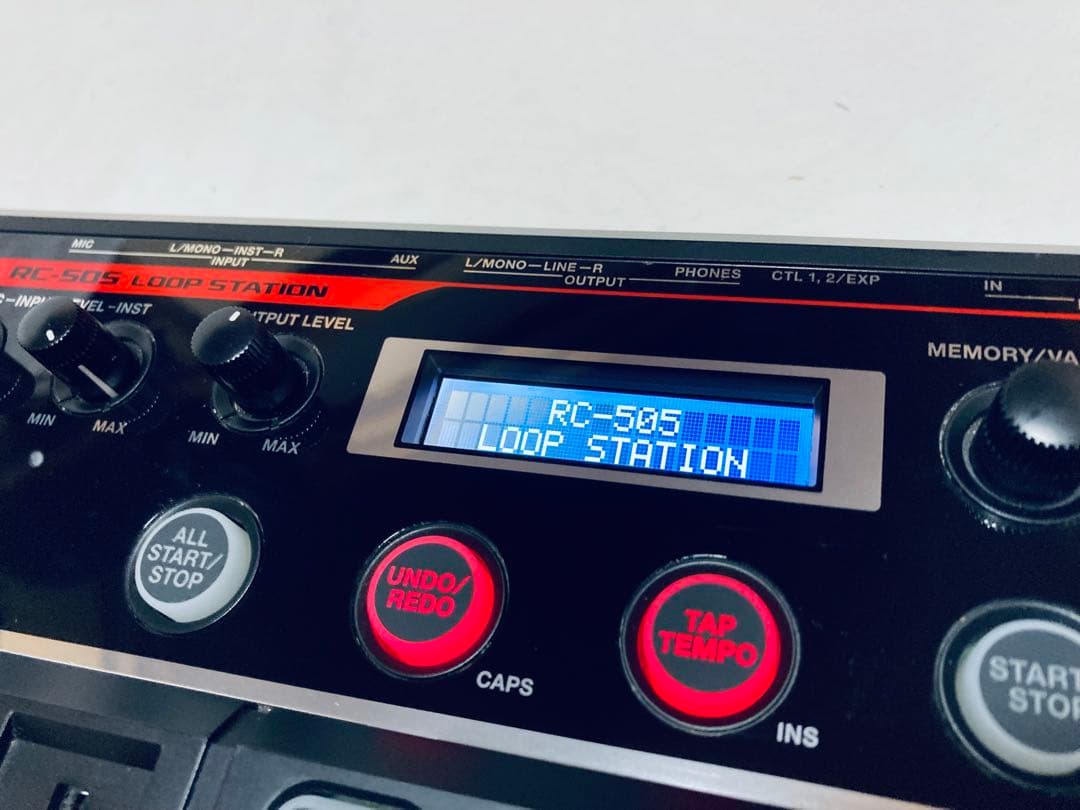 MIC
L/MONO—INST—R
INPUT
AUX
L/MONO—LINE—R
OUTPUT
PHONES
CTL 1, 2/EXP
IN
RC-505 LOOP STATION
-INST
LEVEL
MIN
MAX
MIN
MAX
RC-505
LOOP STATION
MEMORY/VA
ALL
START/
STOP
UNDO/
REDO
CAPS
TAP
TEMPO
INS
START
STOP